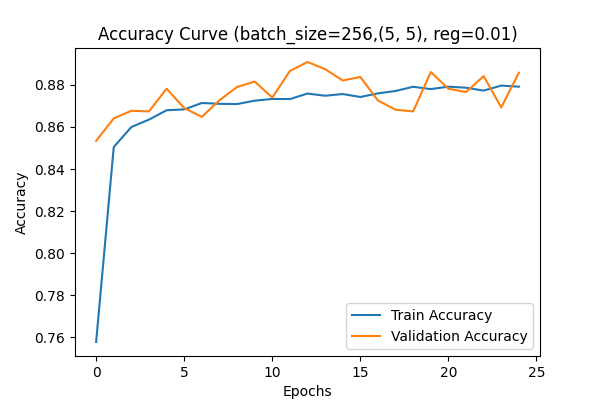 Accuracy Curve (batch_size=256,(5, 5), reg=0.01)
Accuracy
0.88
0.86
0.84
0.82
0.80
0.78
0.76
Train Accuracy
Validation Accuracy
0 5 10 15 20 25
Epochs